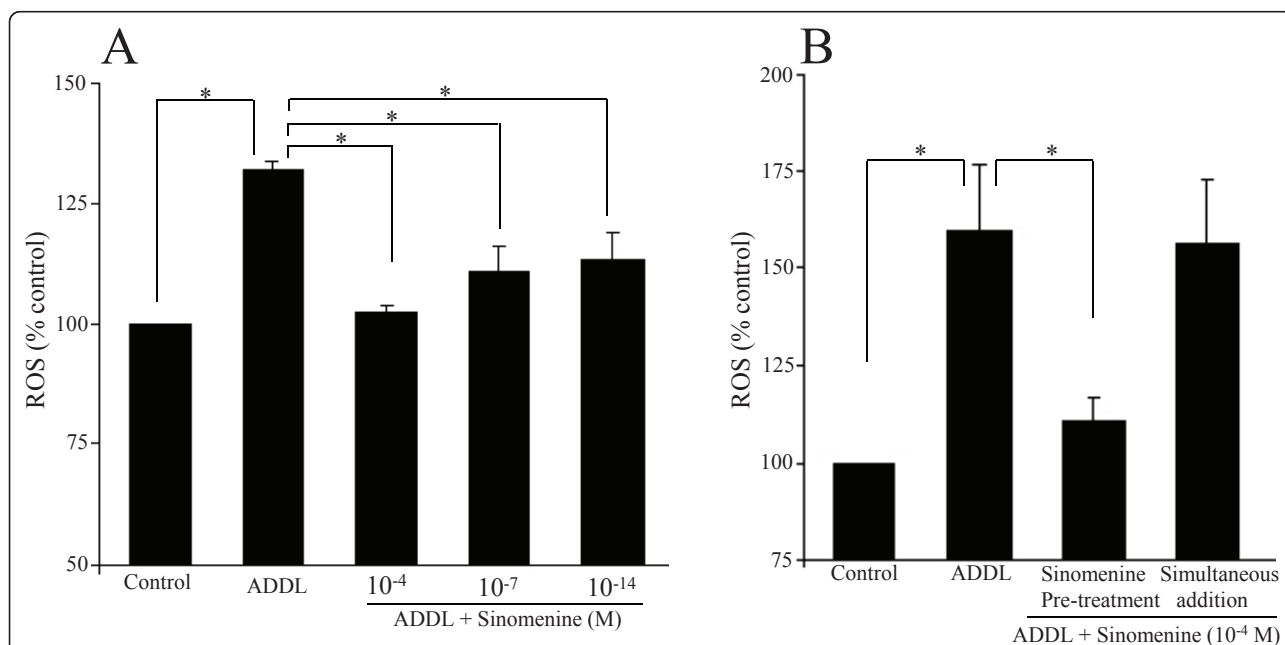 A
150
125
100
75
50
ROS (% control)
*
*
*
*
Control
ADDL
10-4
10-7
10-14
ADDL + Sinomenine (M)
B
200
175
150
125
100
75
ROS (% control)
*
*
Control
ADDL
Sinomenine
Pre-treatment
Simultaneous
addition
ADDL + Sinomenine (10-4 M)